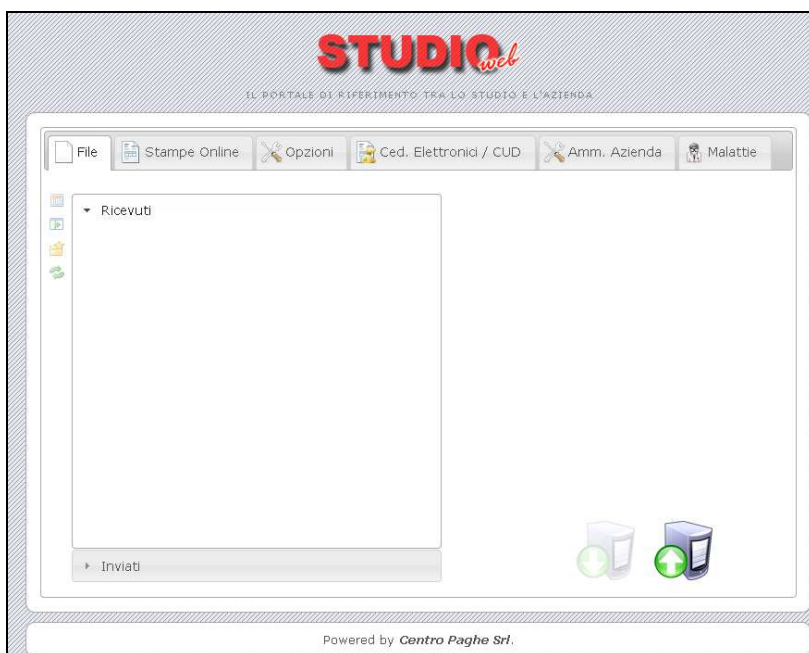 STUDIO web
IL PORTALE DI RIFERIMENTO TRA LO STUDIO E L'AZIENDA
File Stampe Online Opzioni Ced. Elettronici / CUD Amm. Azienda Malattie
Ricevuti
Inviati
Powered by Centro Paghe Srl.